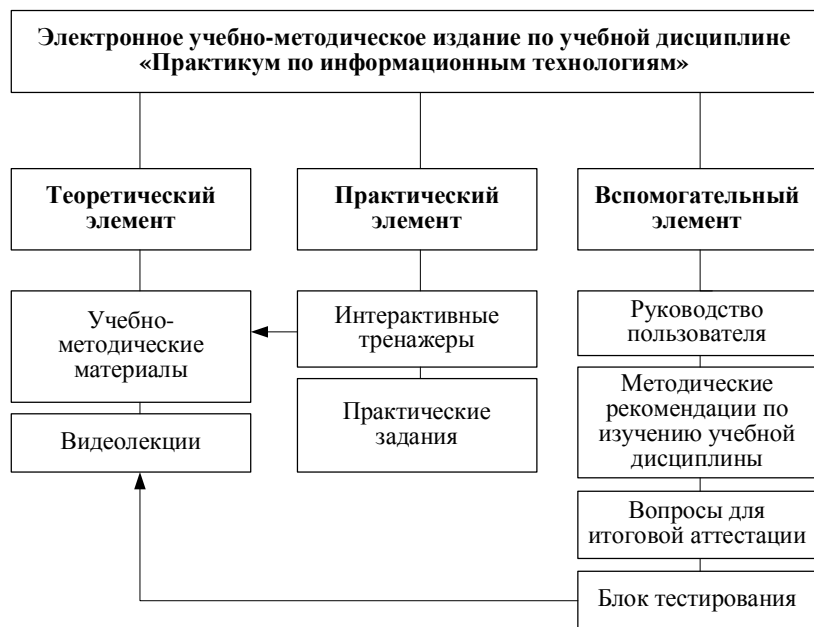 Электронное учебно-методическое издание по учебной дисциплине
«Практикум по информационным технологиям»
Теоретический
элемент
Практический
элемент
Вспомогательный
элемент
Учебно-
методические
материалы
Видеолекции
Интерактивные
тренажеры
Практические
задания
Руководство
пользователя
Методические
рекомендации по
изучению учебной
дисциплины
Вопросы для
итоговой аттестации
Блок тестирования